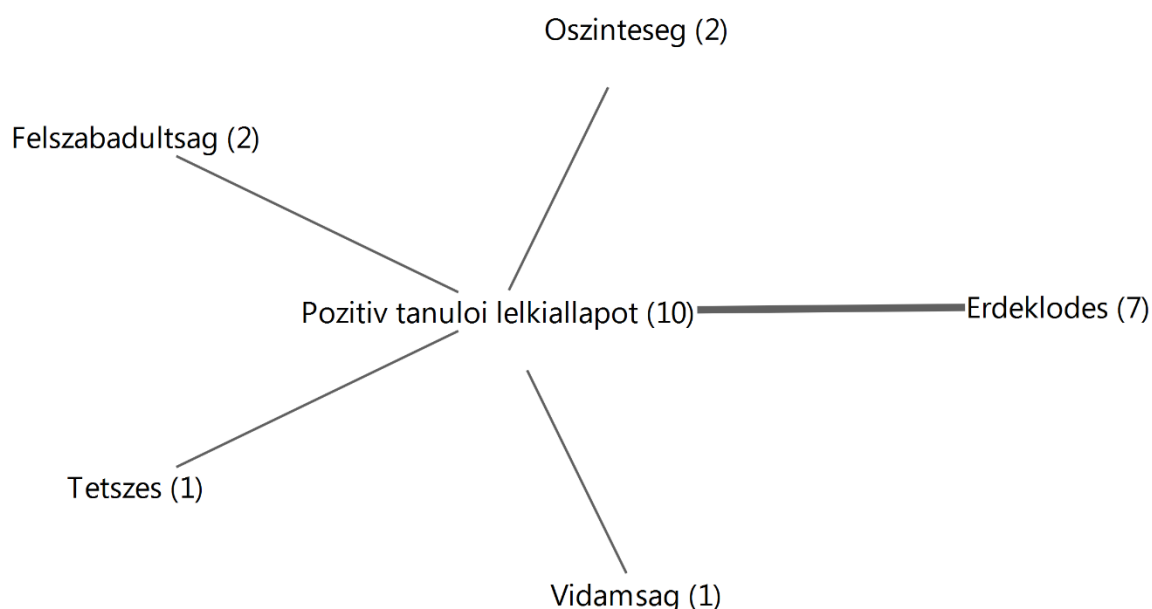 Oszinteseg (2)
Felszabadultsag (2)
Pozitiv tanuloi lelkiallapot (10)
Erdeklodes (7)
Tetszes (1)
Vidamsag (1)